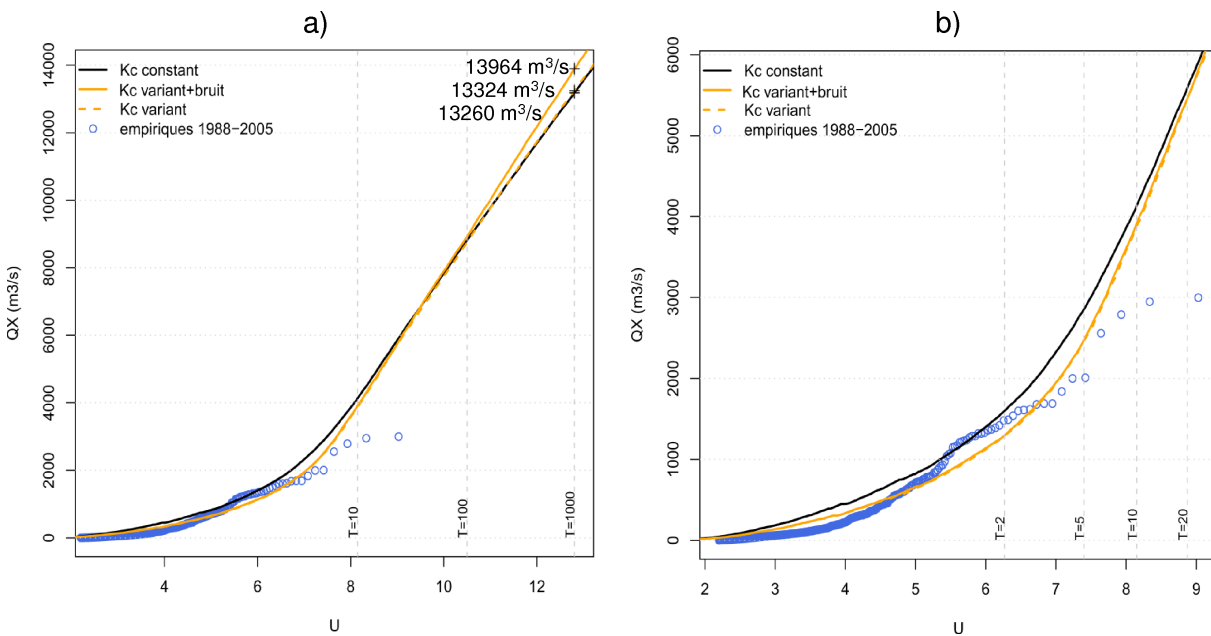 a)
14000
12000
10000
8000
6000
4000
2000
0
QX (m3/s)
Kc constant
Kc variant+bruit
Kc variant
empiriques 1988−2005
13964 m³/s
13324 m³/s
13260 m³/s
T=10
T=100
T=1000
4
6
8
10
12
U
b)
6000
5000
4000
3000
2000
1000
0
QX (m3/s)
Kc constant
Kc variant+bruit
Kc variant
empiriques 1988−2005
T=2
T=5
T=10
T=20
2
3
4
5
6
7
8
9
U